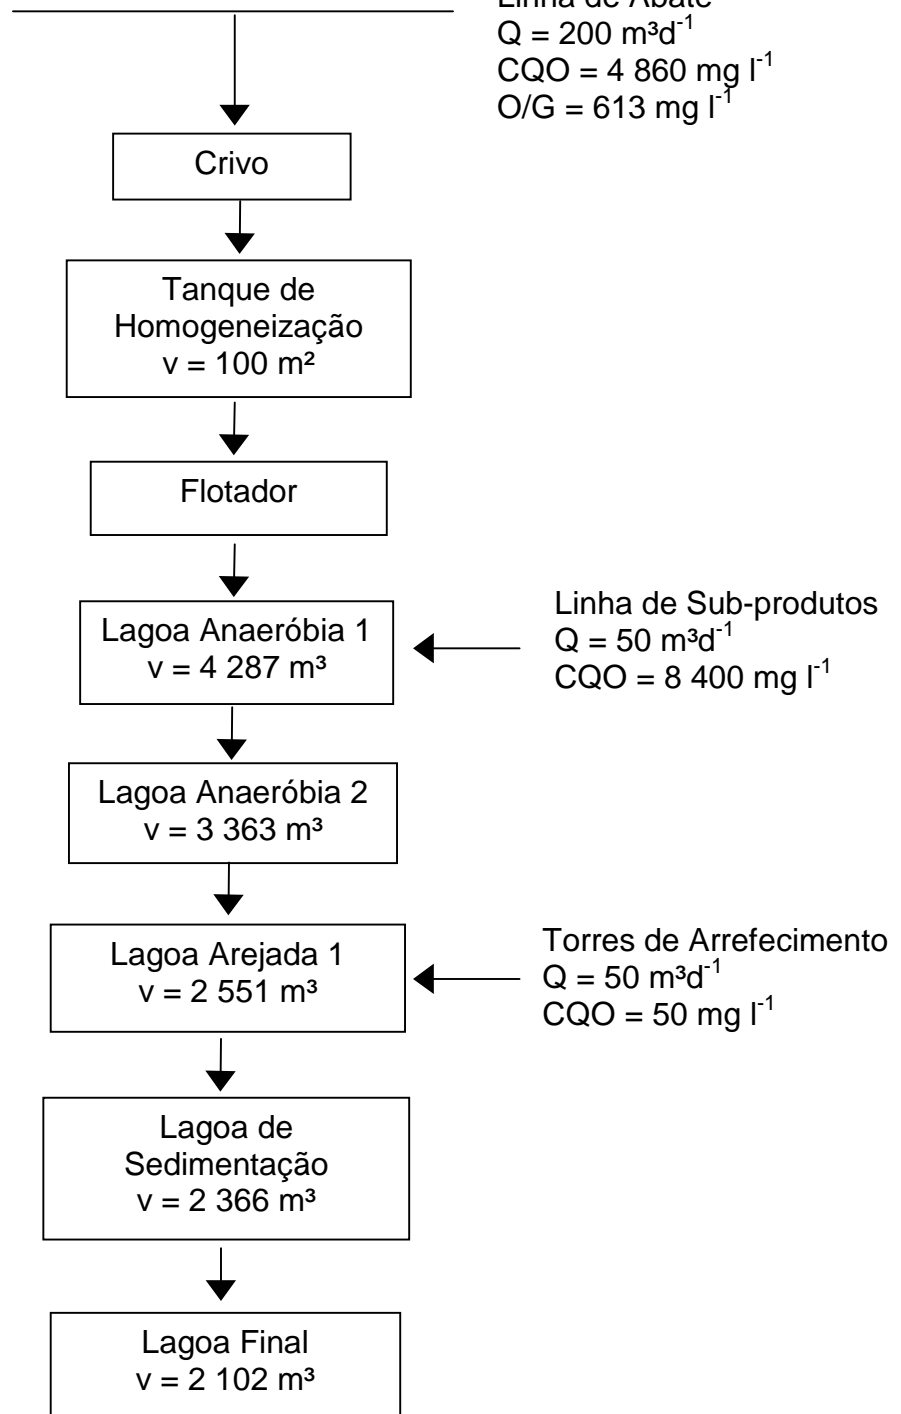 Linha de Abate
Q = 200 m³d⁻¹
CQO = 4 860 mg l⁻¹
O/G = 613 mg l⁻¹
Crivo
Tanque de
Homogeneização
v = 100 m²
Flotador
Lagoa Anaeróbia 1
v = 4 287 m³
Linha de Sub-produtos
Q = 50 m³d⁻¹
CQO = 8 400 mg l⁻¹
Lagoa Anaeróbia 2
v = 3 363 m³
Lagoa Arejada 1
v = 2 551 m³
Torres de Arrefecimento
Q = 50 m³d⁻¹
CQO = 50 mg l⁻¹
Lagoa de
Sedimentação
v = 2 366 m³
Lagoa Final
v = 2 102 m³